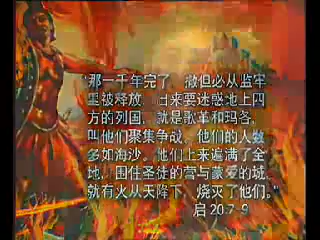 “那一千年完了，撒但必从监牢
里被释放，出来要迷惑地上四
方的列国，就是歌革和玛各，
叫他们聚集争战。他们的人数
多如海沙。他们上来遍满了全
地，围住圣徒的营与蒙爱的城，
就有火从天降下，烧灭了他们。”
启 20:7-9